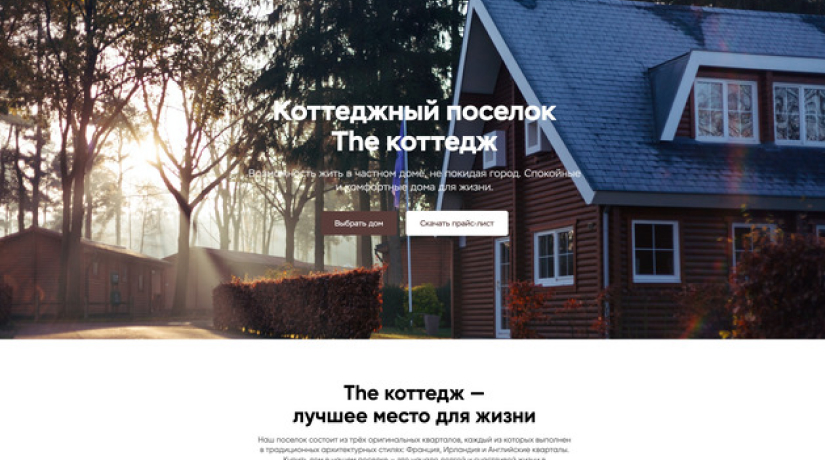 Коттеджный поселок
The коттедж
Возможность жить в частном доме, не покидая город. Спокойные
и комфортные дома для жизни.
Выбрать дом
Скачать прайс-лист
The коттедж —
лучшее место для жизни
Наш поселок состоит из трёх оригинальных кварталов, каждый из которых выполнен
в традиционных архитектурных стилях: Франция, Ирландия и Английские кварталы.